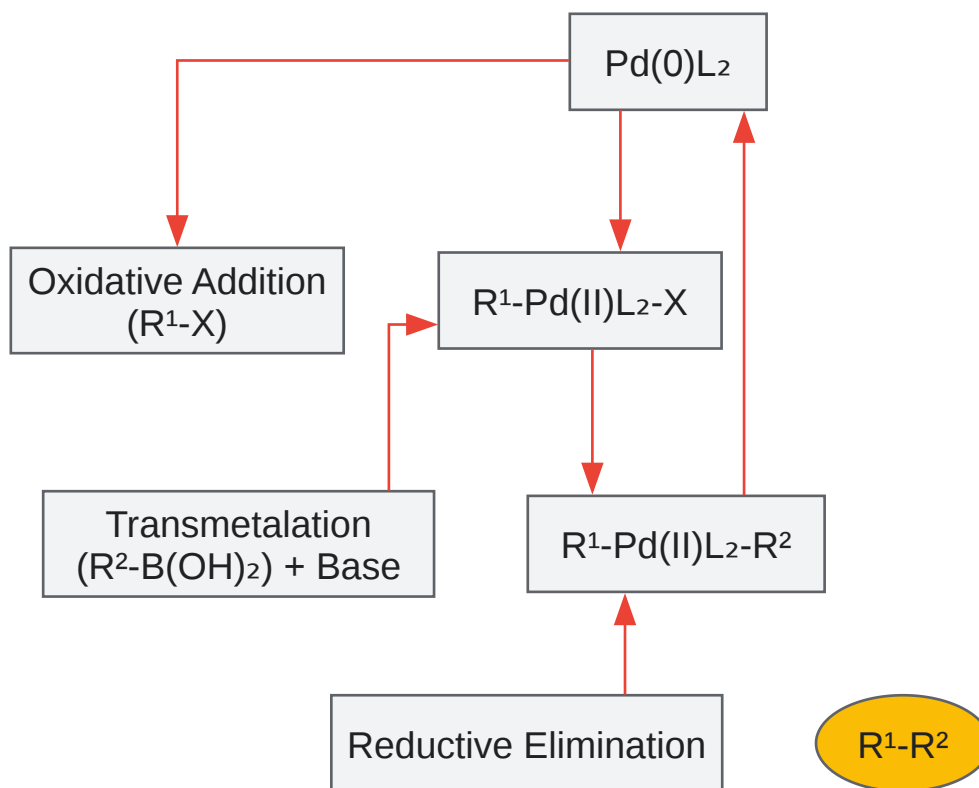 Pd(0)L₂
Oxidative Addition
(R¹-X)
R¹-Pd(II)L₂-X
Transmetalation
(R²-B(OH)₂) + Base
R¹-Pd(II)L₂-R²
Reductive Elimination
R¹-R²